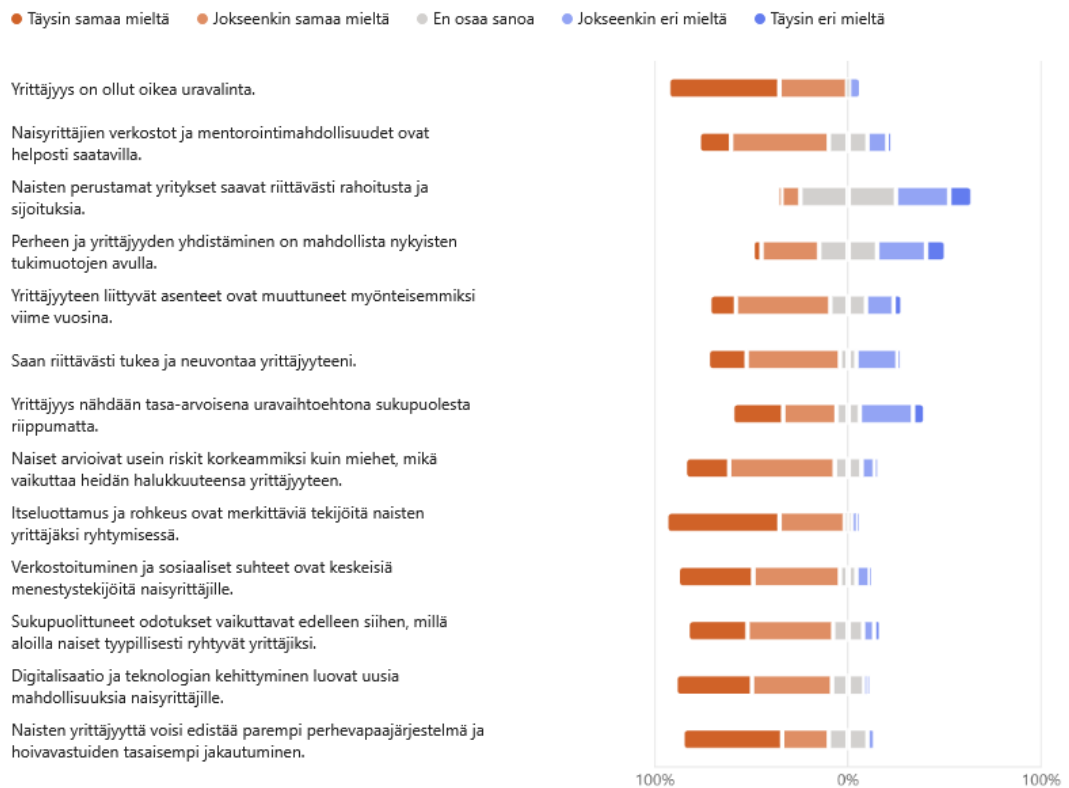 Täysin samaa mieltä Jokseenkin samaa mieltä En osaa sanoa Jokseenkin eri mieltä Täysin eri mieltä
Yrittäjyys on ollut oikea uravalinta.
Naisyrittäjien verkostot ja mentorointimahdollisuudet ovat
helposti saatavilla.
Naisten perustamat yritykset saavat riittävästi rahoitusta ja
sijoituksia.
Perheen ja yrittäjyyden yhdistäminen on mahdollista nykyisten
tukimuotojen avulla.
Yrittäjyyteen liittyvät asenteet ovat muuttuneet myönteisemmiksi
viime vuosina.
Saan riittävästi tukea ja neuvontaa yrittäjyyteeni.
Yrittäjyys nähdään tasa-arvoisena uravaihtoehtona sukupuolesta
riippumatta.
Naiset arvioivat usein riskit korkeammiksi kuin miehet, mikä
vaikuttaa heidän halukkuuteensa yrittäjyyteen.
Itseluottamus ja rohkeus ovat merkittäviä tekijöitä naisten
yrittäjäksi ryhtymisessä.
Verkostoituminen ja sosiaaliset suhteet ovat keskeisiä
menestystekijöitä naisyrittäjille.
Sukupuolittuneet odotukset vaikuttavat edelleen siihen, millä
aloilla naiset tyypillisesti ryhtyvät yrittäjiksi.
Digitalisaatio ja teknologian kehittyminen luovat uusia
mahdollisuuksia naisyrittäjille.
Naisten yrittäjyyttä voisi edistää parempi perhevapaajärjestelmä ja
hoivavastuiden tasaisempi jakautuminen.
100% 0% 100%